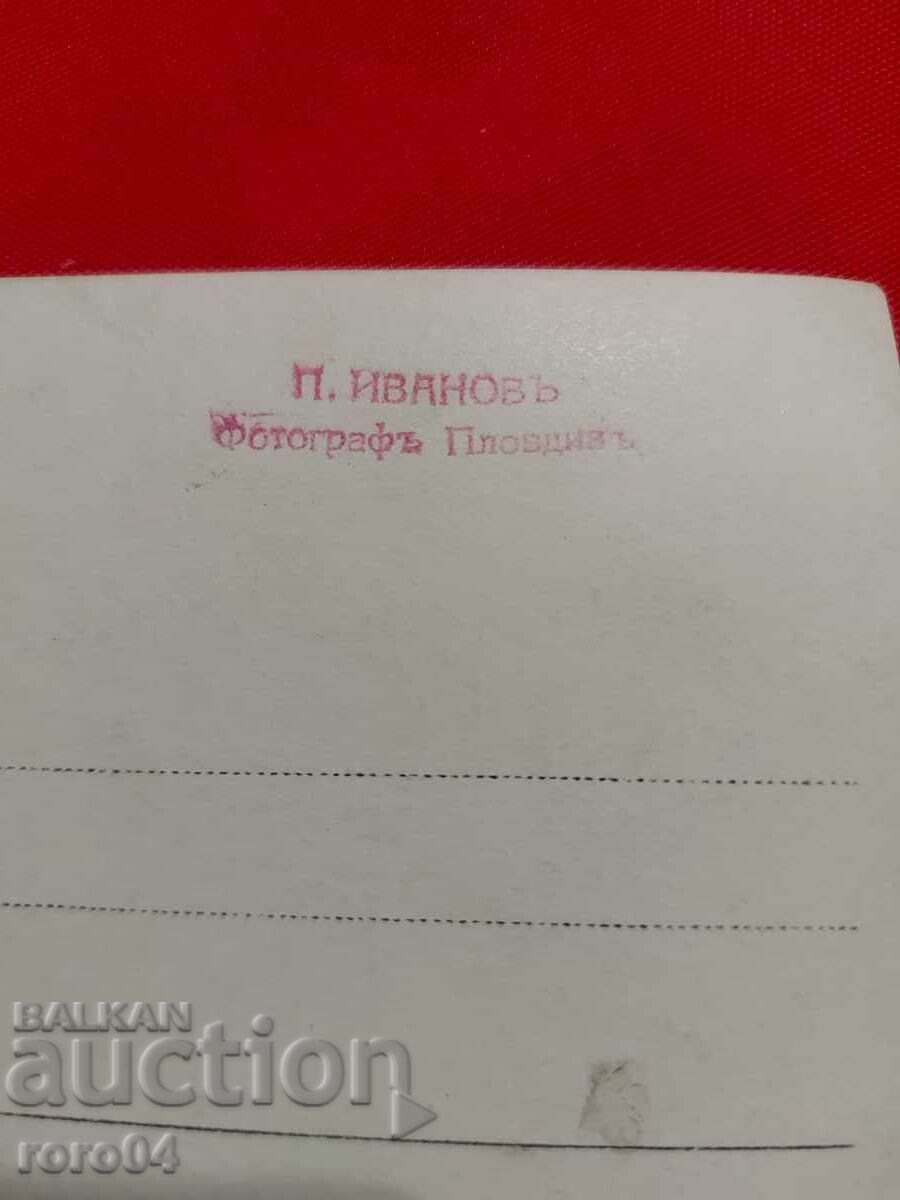 П. ИВАНОВЪ
Фотографъ Пловдивъ
BALKAN
auction
roro04